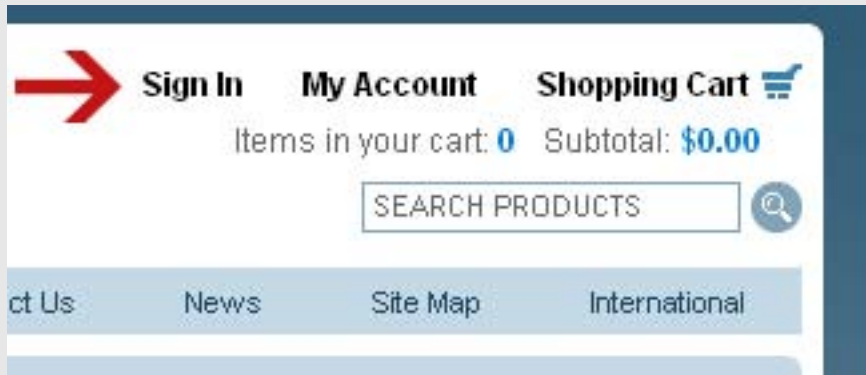 Sign In My Account Shopping Cart
Items in your cart: 0 Subtotal: $0.00
SEARCH PRODUCTS
ct Us News Site Map International